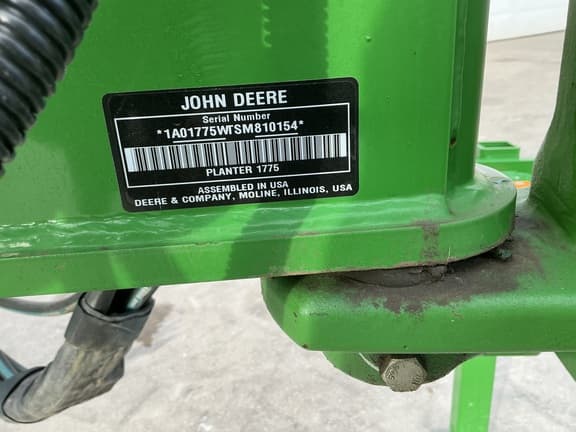 JOHN DEERE
Serial Number
*1A01775WTSM810154*
PLANTER 1775
ASSEMBLED IN USA
DEERE & COMPANY, MOLINE, ILLINOIS, USA